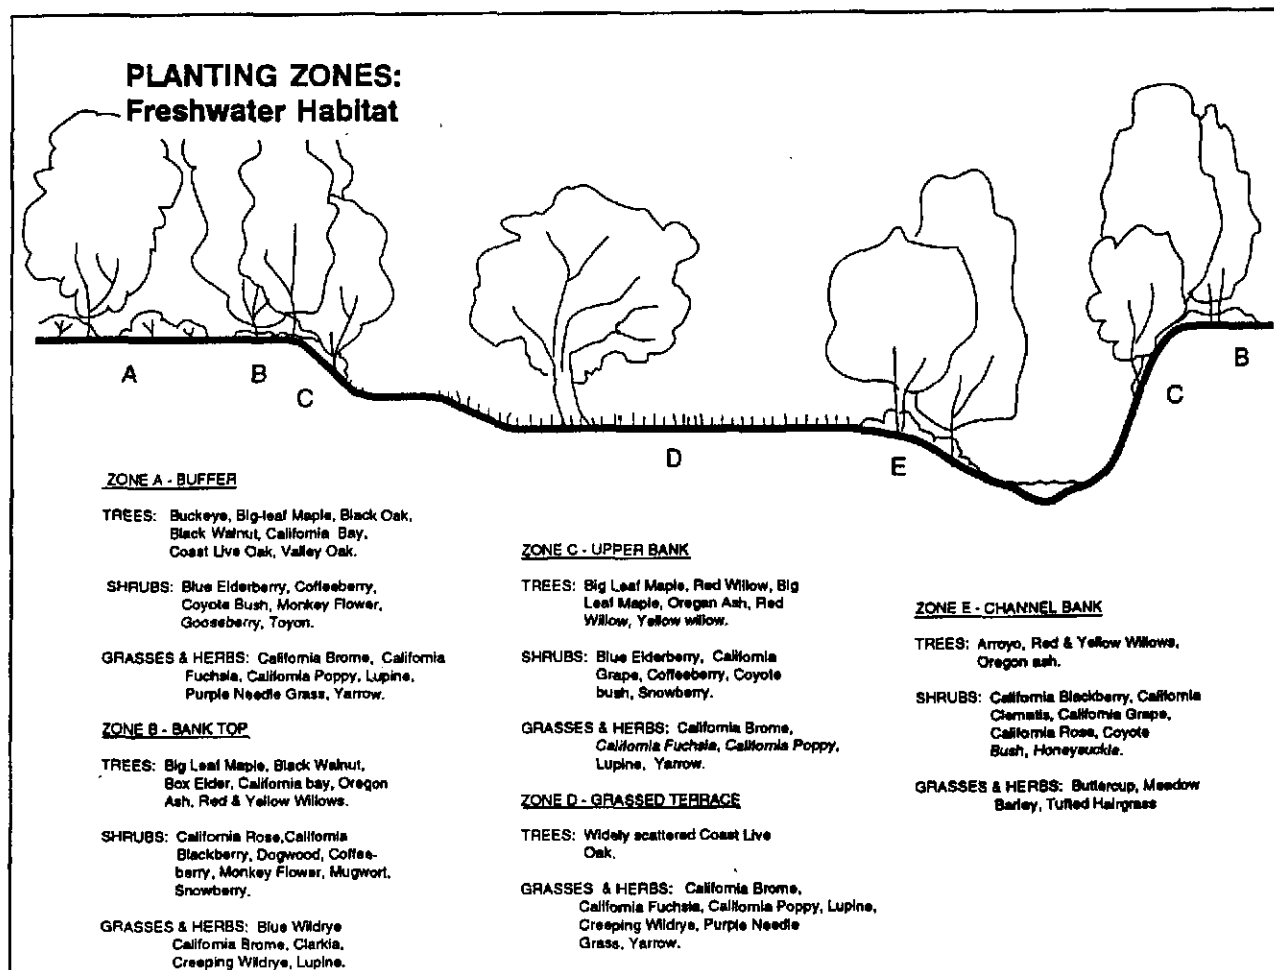 PLANTING ZONES:
Freshwater Habitat
A
B
C
D
E
C
B
ZONE A - BUFFER
TREES: Buckeye, Big-leaf Maple, Black Oak,
Black Walnut, California Bay,
Coast Live Oak, Valley Oak.
SHRUBS: Blue Elderberry, Coffeeberry,
Coyote Bush, Monkey Flower,
Gooseberry, Toyon.
GRASSES & HERBS: California Brome, California
Fuchsia, California Poppy, Lupine,
Purple Needle Grass, Yarrow.
ZONE B - BANK TOP
TREES: Big Leaf Maple, Black Walnut,
Box Elder, California bay, Oregon
Ash, Red & Yellow Willows.
SHRUBS: California Rose, California
Blackberry, Dogwood, Coffee-
berry, Monkey Flower, Mugwort,
Snowberry.
GRASSES & HERBS: Blue Wildrye
California Brome, Clarkia,
Creeping Wildrye, Lupine.
ZONE C - UPPER BANK
TREES: Big Leaf Maple, Red Willow, Big
Leaf Maple, Oregan Ash, Red
Willow, Yellow willow.
SHRUBS: Blue Elderberry, California
Grape, Coffeeberry, Coyote
bush, Snowberry.
GRASSES & HERBS: California Brome,
California Fuchsia, California Poppy,
Lupine, Yarrow.
ZONE D - GRASSED TERRACE
TREES: Widely scattered Coast Live
Oak.
GRASSES & HERBS: California Brome,
California Fuchsia, California Poppy, Lupine,
Creeping Wildrye, Purple Needle
Grass, Yarrow.
ZONE E - CHANNEL BANK
TREES: Arroyo, Red & Yellow Willows,
Oregon ash.
SHRUBS: California Blackberry, California
Clematis, California Grape,
California Rose, Coyote
Bush, Honeysuckle.
GRASSES & HERBS: Buttercup, Meadow
Barley, Tufted Hairgrass